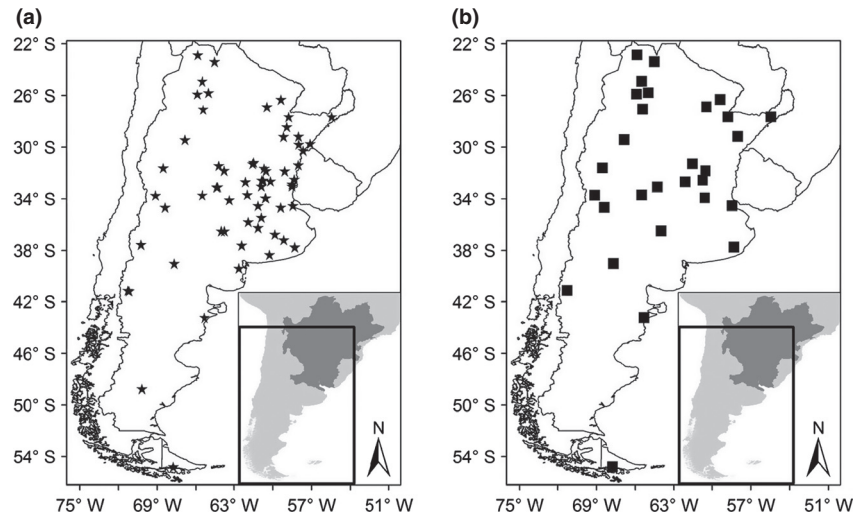 (a)
22° S
26° S
30° S
34° S
38° S
42° S
46° S
50° S
54° S
N
75° W
69° W
63° W
57° W
51° W
(b)
22° S
26° S
30° S
34° S
38° S
42° S
46° S
50° S
54° S
N
75° W
69° W
63° W
57° W
51° W